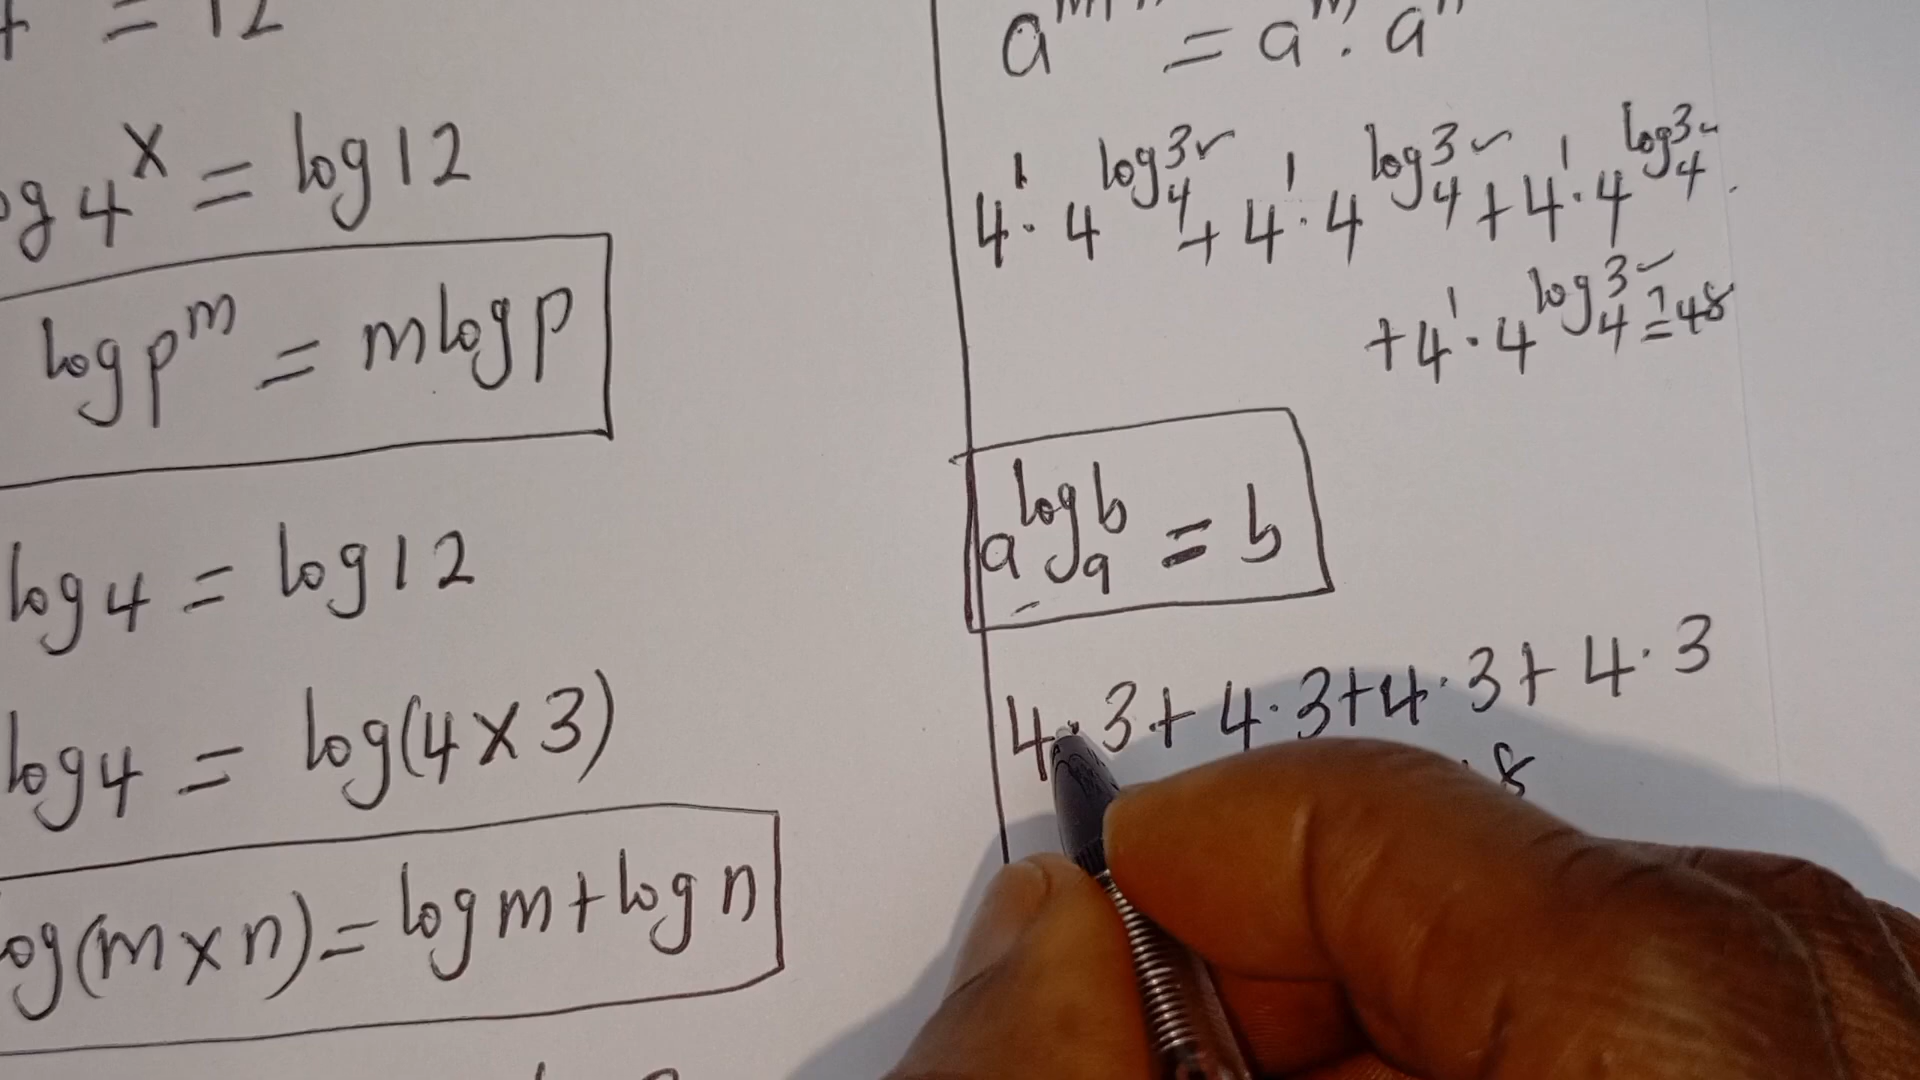 = 12
log 4^x = log 12
log p^m = m log p
log 4 = log 12
log 4 = log(4 x 3)
log(m x n) = log m + log n
a^m+n = a^m . a^n
4^1 . 4^log_4 3 ✓ + 4^1 . 4^log_4 3 ✓ + 4^1 . 4^log_4 3 ✓
+ 4^1 . 4^log_4 3 ✓ =? 48
a^log_a b = b
4 . 3 + 4 . 3 + 4 . 3 + 4 . 3
8